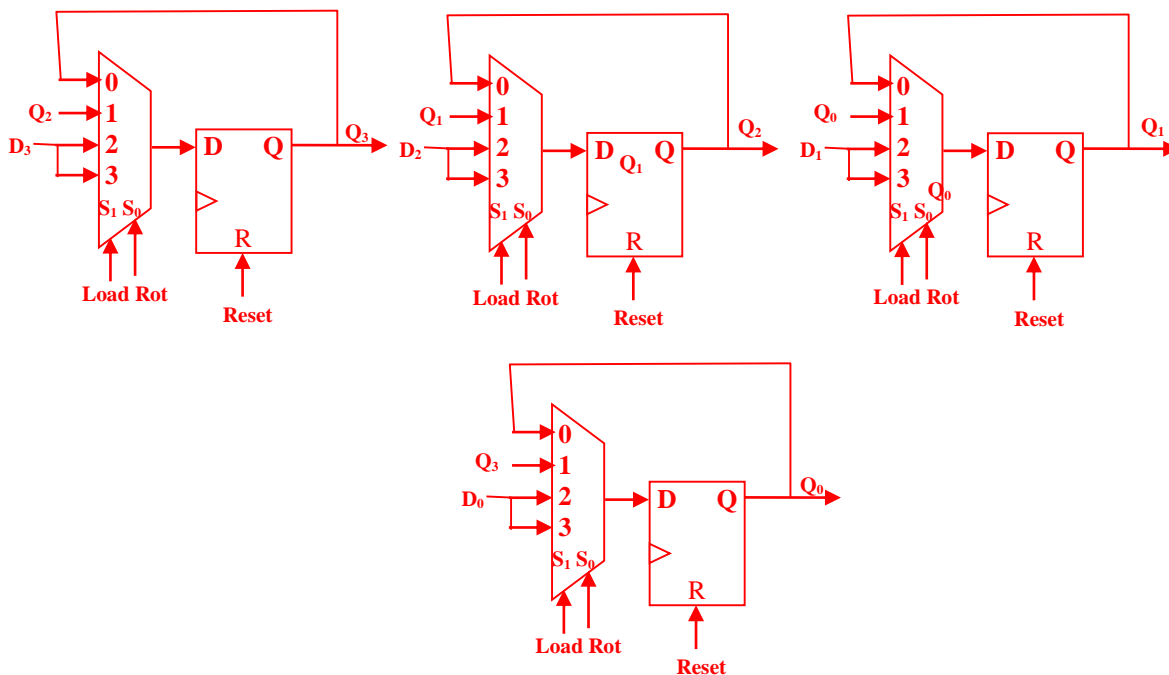 0
Q2 1
D3 2
3
S1 S0
D Q
Q3
R
Load Rot
Reset
0
Q1 1
D2 2
3
S1 S0
D Q
Q1
Q2
R
Load Rot
Reset
0
Q0 1
D1 2
3
Q0
S1 S0
D Q
Q1
R
Load Rot
Reset
0
Q3 1
D0 2
3
S1 S0
D Q
Q0
R
Load Rot
Reset